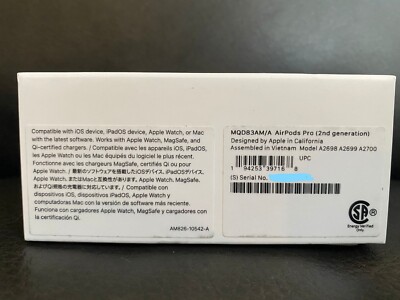 Compatible with iOS device, iPadOS device, Apple Watch, or Mac
with the latest software. Works with Apple Watch, MagSafe, and
Qi-certified chargers. / Compatible avec les appareils iOS, iPadOS,
les Apple Watch ou les Mac équipés du logiciel le plus récent.
Fonctionne avec les chargeurs MagSafe, certifiés Qi ou pour
Apple Watch. / 最新のソフトウェアを搭載したiOSデバイス、iPadOSデバイス、
Apple Watch、またはMacと互換性があります。Apple Watch、MagSafe、
およびQi規格の充電器に対応しています。/ Compatible con
dispositivos iOS, dispositivos iPadOS, Apple Watch y
computadoras Mac con la versión de software más reciente.
Funciona con cargadores Apple Watch, MagSafe y cargadores con
la certificación Qi.
AM626-10542-A
MQD83AM/A AirPods Pro (2nd generation)
Designed by Apple in California
Assembled in Vietnam Model A2698 A2699 A2700
UPC
1 94253 39716 8
(S) Serial No.
CSA
Energy Verified